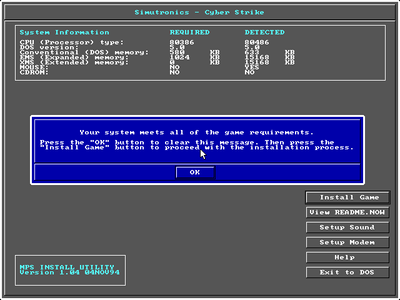 Simutronics - Cyber Strike
System Information REQUIRED DETECTED
CPU (Processor) type: 80386 80486
DOS version: 5.0 5.0
Conventional (DOS) memory: 580 KB 633 KB
EMS (Expanded) memory: 1024 KB 15168 KB
XMS (Extended) memory: 0 KB 15168 KB
MOUSE: NO YES
CDROM: NO NO
Your system meets all of the game requirements.
Press the "OK" button to clear this message. Then press the
"Install Game" button to proceed with the installation process.
OK
Install Game
View README.NOW
Setup Sound
Setup Modem
Help
Exit to DOS
MPS INSTALL UTILITY
Version 1.04 04NOV94